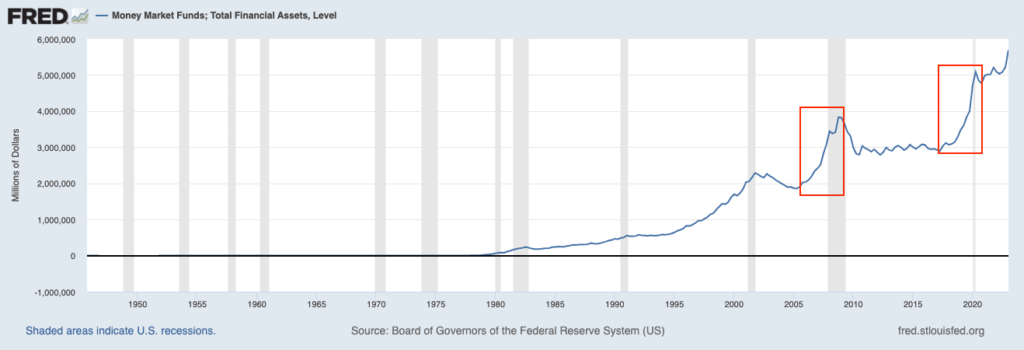 FRED Money Market Funds; Total Financial Assets, Level
6,000,000
5,000,000
4,000,000
3,000,000
2,000,000
1,000,000
0
-1,000,000
Millions of Dollars
1950 1955 1960 1965 1970 1975 1980 1985 1990 1995 2000 2005 2010 2015 2020
Shaded areas indicate U.S. recessions. Source: Board of Governors of the Federal Reserve System (US) fred.stlouisfed.org